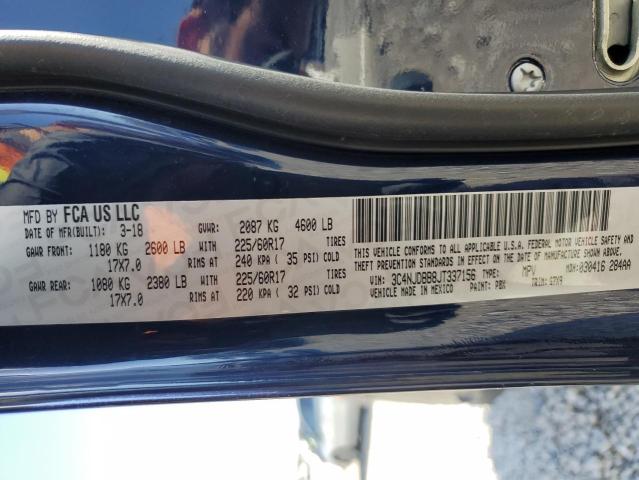 MFD BY FCA US LLC
DATE OF MFR(BUILT): 3-18 GVWR: 2087 KG 4600 LB
GAWR FRONT: 1180 KG 2600 LB WITH 225/60R17 TIRES
17X7.0 RIMS AT 240 KPA ( 35 PSI) COLD
GAWR REAR: 1080 KG 2380 LB WITH 225/60R17 TIRES
17X7.0 RIMS AT 220 KPA ( 32 PSI) COLD
THIS VEHICLE CONFORMS TO ALL APPLICABLE U.S.A. FEDERAL MOTOR VEHICLE SAFETY AND
THEFT PREVENTION STANDARDS IN EFFECT ON THE DATE OF MANUFACTURE SHOWN ABOVE.
VIN: 3C4NJDBB8JT337156 TYPE: MPV MDH:030416 284AA
VEHICLE MADE IN MEXICO PAINT: PBX TRIM: